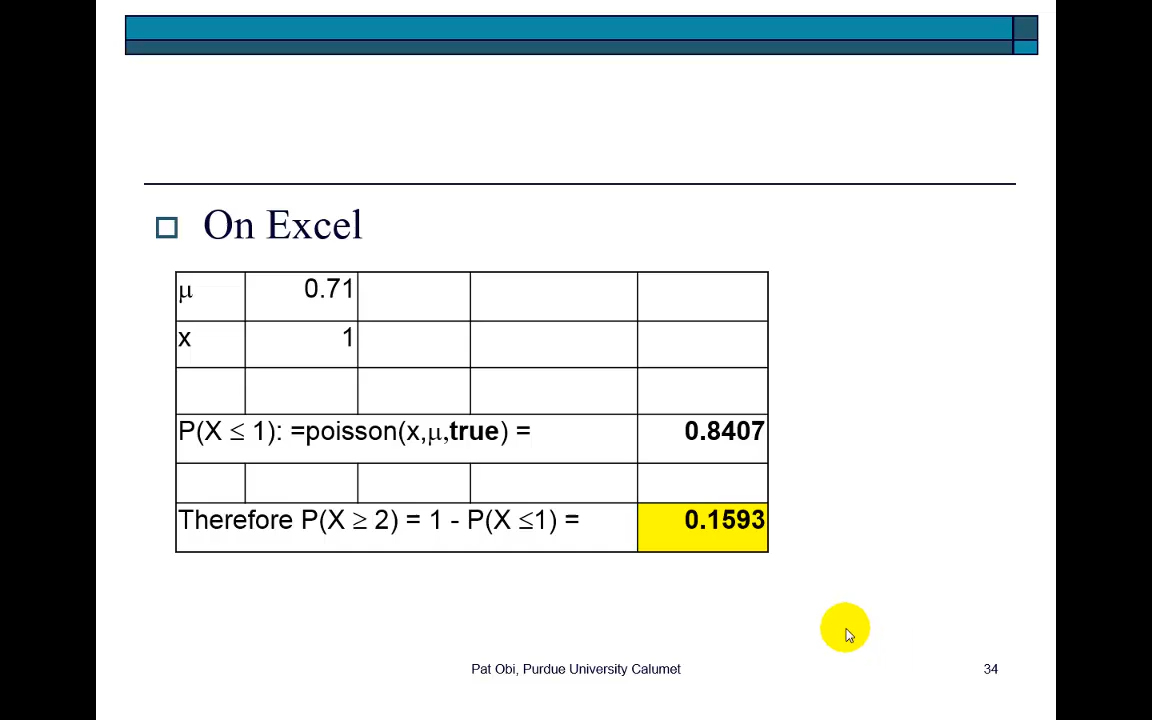 On Excel
μ 0.71
x 1
P(X ≤ 1): =poisson(x,μ,true) = 0.8407
Therefore P(X ≥ 2) = 1 - P(X ≤1) = 0.1593
Pat Obi, Purdue University Calumet 34